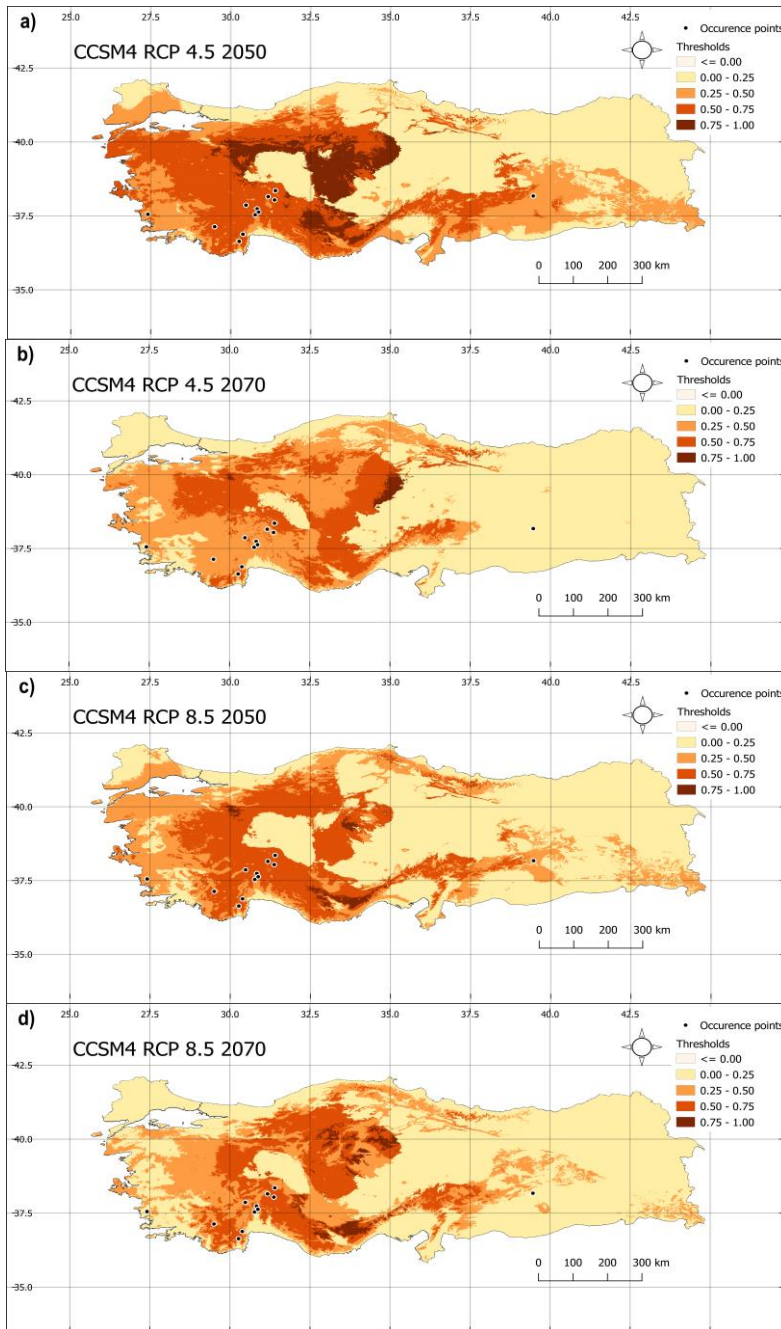 a)
25.0 27.5 30.0 32.5 35.0 37.5 40.0 42.5
CCSM4 RCP 4.5 2050
Occurence points
Thresholds
<= 0.00
0.00 - 0.25
0.25 - 0.50
0.50 - 0.75
0.75 - 1.00
42.5
40.0
37.5
35.0
0 100 200 300 km
b)
25.0 27.5 30.0 32.5 35.0 37.5 40.0 42.5
CCSM4 RCP 4.5 2070
Occurence points
Thresholds
<= 0.00
0.00 - 0.25
0.25 - 0.50
0.50 - 0.75
0.75 - 1.00
42.5
40.0
37.5
35.0
0 100 200 300 km
c)
25.0 27.5 30.0 32.5 35.0 37.5 40.0 42.5
CCSM4 RCP 8.5 2050
Occurence points
Thresholds
<= 0.00
0.00 - 0.25
0.25 - 0.50
0.50 - 0.75
0.75 - 1.00
42.5
40.0
37.5
35.0
0 100 200 300 km
d)
25.0 27.5 30.0 32.5 35.0 37.5 40.0 42.5
CCSM4 RCP 8.5 2070
Occurence points
Thresholds
<= 0.00
0.00 - 0.25
0.25 - 0.50
0.50 - 0.75
0.75 - 1.00
42.5
40.0
37.5
35.0
0 100 200 300 km